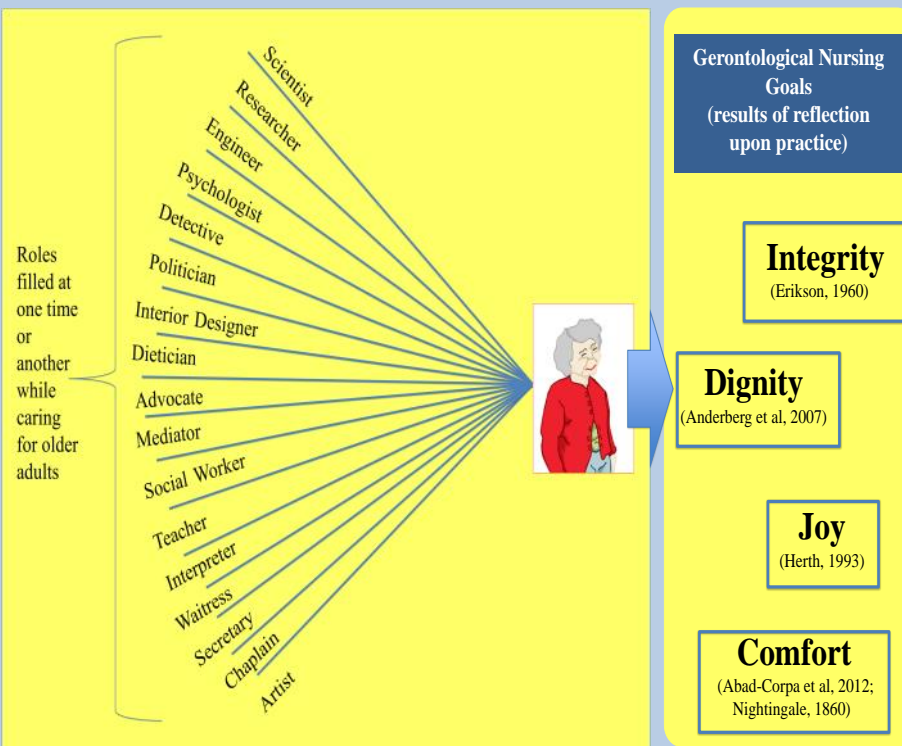 Roles
filled at
one time
or
another
while
caring
for older
adults
Scientist
Researcher
Engineer
Psychologist
Detective
Politician
Interior Designer
Dietician
Advocate
Mediator
Social Worker
Teacher
Interpreter
Waitress
Secretary
Chaplain
Artist
Gerontological Nursing
Goals
(results of reflection
upon practice)
Integrity
(Erikson, 1960)
Dignity
(Anderberg et al, 2007)
Joy
(Herth, 1993)
Comfort
(Abad-Corpa et al, 2012;
Nightingale, 1860)